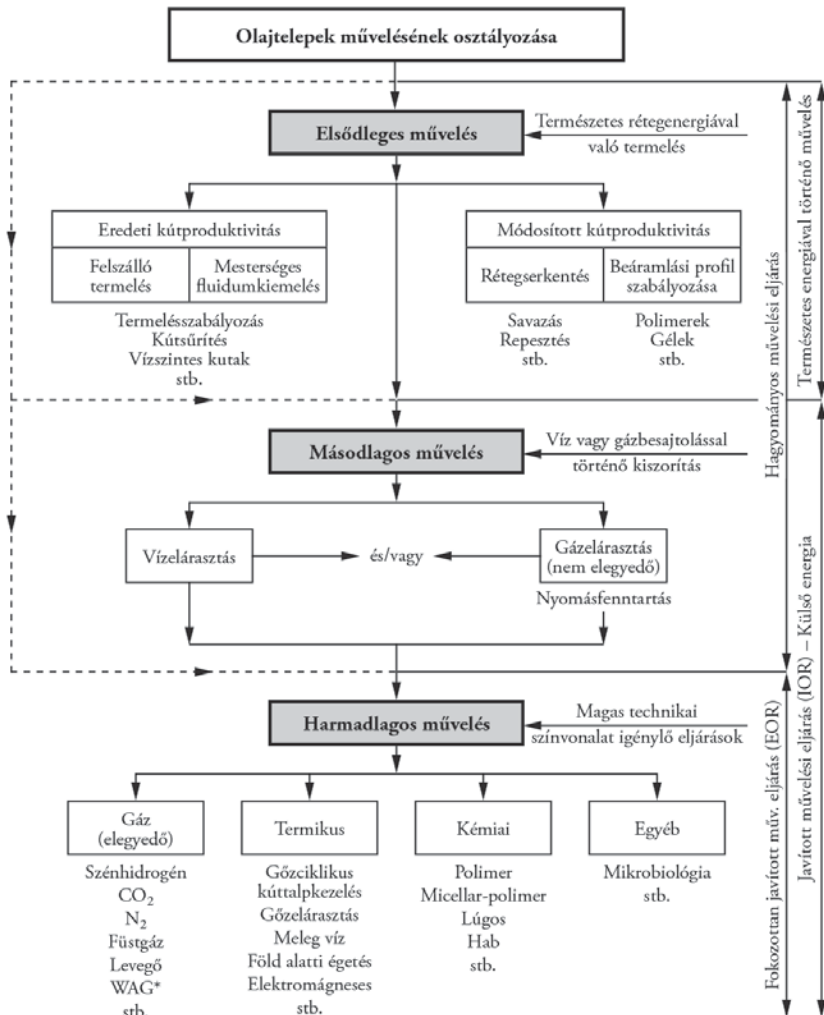 Olajtelepek művelésének osztályozása
Elsődleges művelés
Természetes rétegenergiával
való termelés
Eredeti kútproduktivitás
Felszálló
termelés
Mesterséges
fluidumkiemelés
Termelésszabályozás
Kútsűrítés
Vízszintes kutak
stb.
Módosított kútproduktivitás
Rétegserkentés
Beáramlási profil
szabályozása
Savazás
Repesztés
stb.
Polimerek
Gélek
stb.
Másodlagos művelés
Víz vagy gázbesajtolással
történő kiszorítás
Vízelárasztás
és/vagy
Gázelárasztás
(nem elegyedő)
Nyomásfenntartás
Harmadlagos művelés
Magas technikai
színvonalat igénylő eljárások
Gáz
(elegyedő)
Szénhidrogén
CO₂
N₂
Füstgáz
Levegő
WAG*
stb.
Termikus
Gőzciklikus
kúttalpkezelés
Gőzelárasztás
Meleg víz
Föld alatti égetés
Elektromágneses
stb.
Kémiai
Polimer
Micellar-polimer
Lúgos
Hab
stb.
Egyéb
Mikrobiológia
stb.
Hagyományos művelési eljárás
Fokozottan javított műv. eljárás (EOR)
Természetes energiával történő művelés
Javított művelési eljárás (IOR) – Külső energia